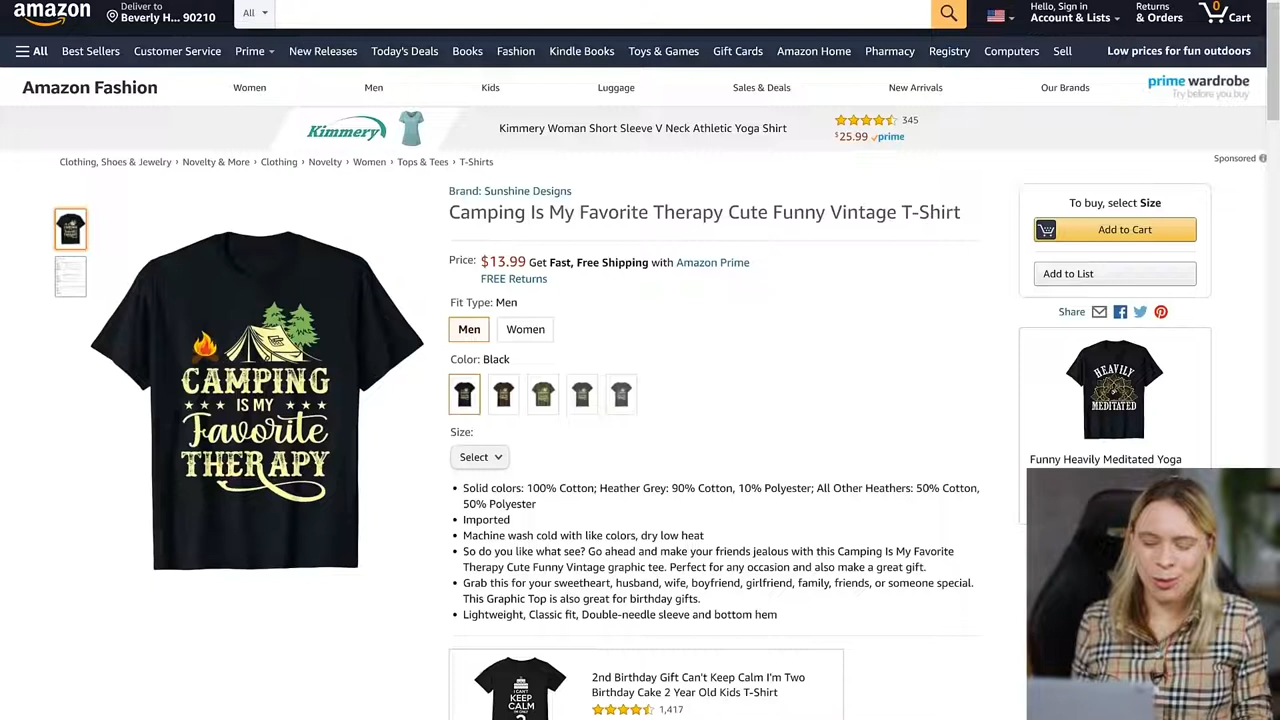 amazon
Deliver to
Beverly H... 90210
All
Hello, Sign in
Account & Lists
Returns
& Orders
0
Cart
All
Best Sellers
Customer Service
Prime
New Releases
Today's Deals
Books
Fashion
Kindle Books
Toys & Games
Gift Cards
Amazon Home
Pharmacy
Registry
Computers
Sell
Low prices for fun outdoors
Amazon Fashion
Women
Men
Kids
Luggage
Sales & Deals
New Arrivals
Our Brands
prime wardrobe
Try before you buy
Kimmery
Kimmery Woman Short Sleeve V Neck Athletic Yoga Shirt
345
$25.99 prime
Clothing, Shoes & Jewelry › Novelty & More › Clothing › Novelty › Women › Tops & Tees › T-Shirts
Sponsored
Brand: Sunshine Designs
Camping Is My Favorite Therapy Cute Funny Vintage T-Shirt
Price: $13.99 Get Fast, Free Shipping with Amazon Prime
FREE Returns
Fit Type: Men
Men
Women
Color: Black
Size:
Select
CAMPING
IS MY
Favorite
THERAPY
• Solid colors: 100% Cotton; Heather Grey: 90% Cotton, 10% Polyester; All Other Heathers: 50% Cotton,
50% Polyester
• Imported
• Machine wash cold with like colors, dry low heat
• So do you like what see? Go ahead and make your friends jealous with this Camping Is My Favorite
Therapy Cute Funny Vintage graphic tee. Perfect for any occasion and also make a great gift.
• Grab this for your sweetheart, husband, wife, boyfriend, girlfriend, family, friends, or someone special.
This Graphic Top is also great for birthday gifts.
• Lightweight, Classic fit, Double-needle sleeve and bottom hem
I CAN'T
KEEP
CALM
I'M ONLY
2
2nd Birthday Gift Can't Keep Calm I'm Two
Birthday Cake 2 Year Old Kids T-Shirt
1,417
To buy, select Size
Add to Cart
Add to List
Share
HEAVILY
MEDITATED
Funny Heavily Meditated Yoga